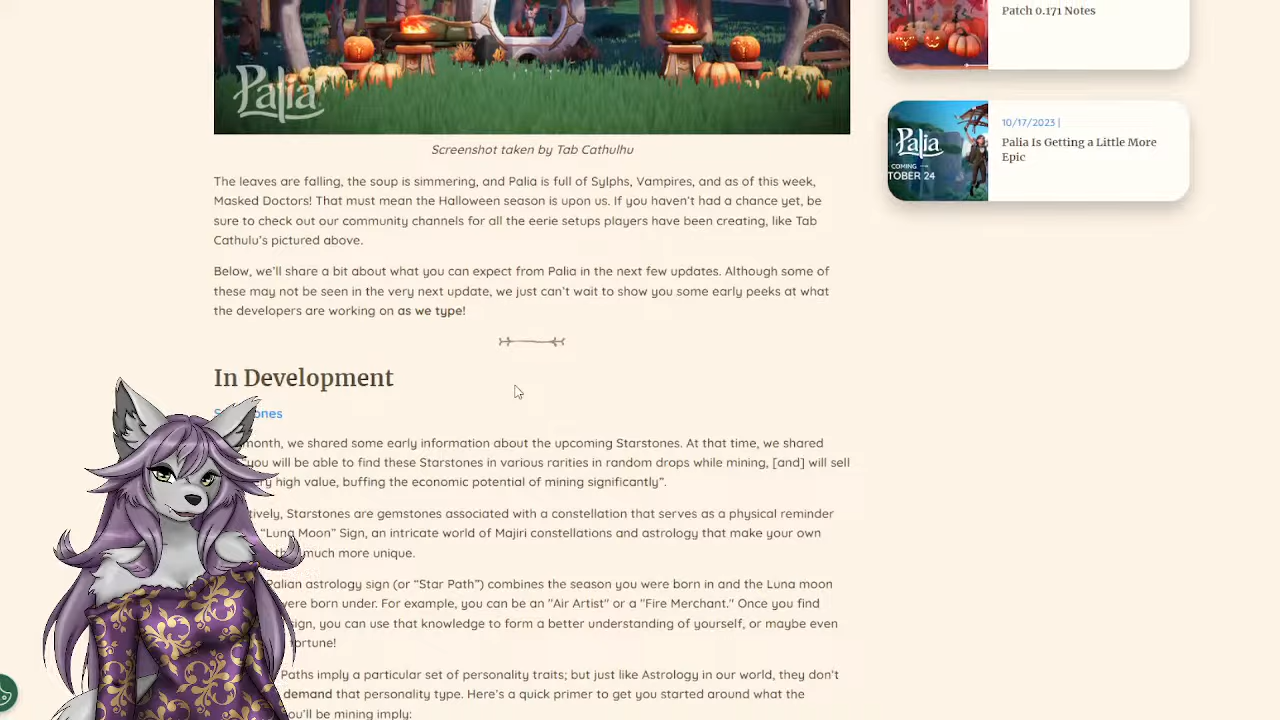 Palia
Screenshot taken by Tab Cathulhu
The leaves are falling, the soup is simmering, and Palia is full of Sylphs, Vampires, and as of this week,
Masked Doctors! That must mean the Halloween season is upon us. If you haven't had a chance yet, be
sure to check out our community channels for all the eerie setups players have been creating, like Tab
Cathulu's pictured above.
Below, we'll share a bit about what you can expect from Palia in the next few updates. Although some of
these may not be seen in the very next update, we just can't wait to show you some early peeks at what
the developers are working on as we type!
In Development
ones
month, we shared some early information about the upcoming Starstones. At that time, we shared
you will be able to find these Starstones in various rarities in random drops while mining, [and] will sell
high value, buffing the economic potential of mining significantly".
Starstones are gemstones associated with a constellation that serves as a physical reminder
"Luna Moon" Sign, an intricate world of Majiri constellations and astrology that make your own
much more unique.
Palian astrology sign (or "Star Path") combines the season you were born in and the Luna moon
were born under. For example, you can be an "Air Artist" or a "Fire Merchant." Once you find
you can use that knowledge to form a better understanding of yourself, or maybe even
Paths imply a particular set of personality traits; but just like Astrology in our world, they don't
demand that personality type. Here's a quick primer to get you started around what the
you'll be mining imply:
Patch 0.171 Notes
Palia
COMING
TOBER 24
10/17/2023 |
Palia Is Getting a Little More
Epic